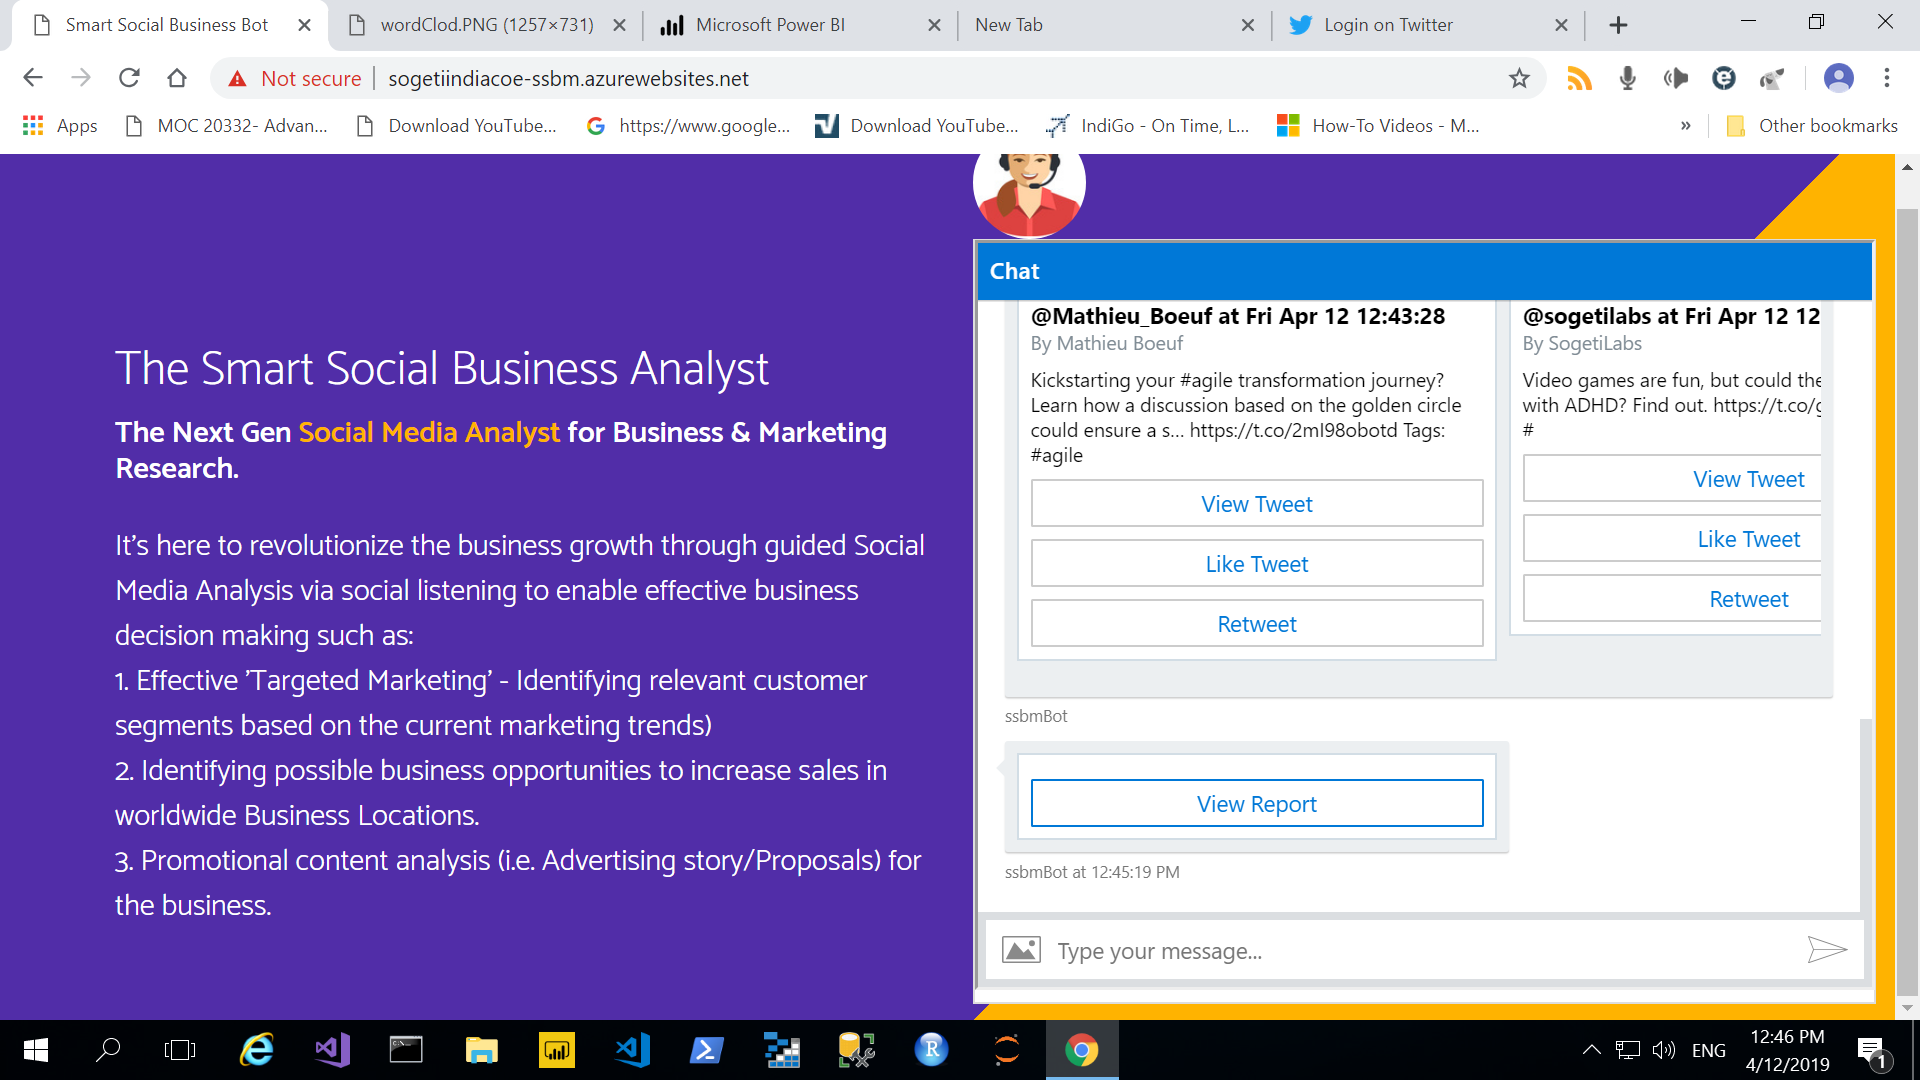 Smart Social Business Bot
wordClod.PNG (1257×731)
Microsoft Power BI
New Tab
Login on Twitter
Not secure
sogetiindiacoe-ssbm.azurewebsites.net
Apps
MOC 20332- Advan...
Download YouTube...
https://www.google...
Download YouTube...
IndiGo - On Time, L...
How-To Videos - M...
»
Other bookmarks
The Smart Social Business Analyst
The Next Gen Social Media Analyst for Business & Marketing
Research.
It's here to revolutionize the business growth through guided Social
Media Analysis via social listening to enable effective business
decision making such as:
1. Effective 'Targeted Marketing' - Identifying relevant customer
segments based on the current marketing trends)
2. Identifying possible business opportunities to increase sales in
worldwide Business Locations.
3. Promotional content analysis (i.e. Advertising story/Proposals) for
the business.
Chat
@Mathieu_Boeuf at Fri Apr 12 12:43:28
By Mathieu Boeuf
Kickstarting your #agile transformation journey?
Learn how a discussion based on the golden circle
could ensure a s... https://t.co/2mI98obotd Tags:
#agile
View Tweet
Like Tweet
Retweet
@sogetilabs at Fri Apr 12 12
By SogetiLabs
Video games are fun, but could the
with ADHD? Find out. https://t.co/g
#
View Tweet
Like Tweet
Retweet
ssbmBot
View Report
ssbmBot at 12:45:19 PM
Type your message...
ENG
12:46 PM
4/12/2019
1